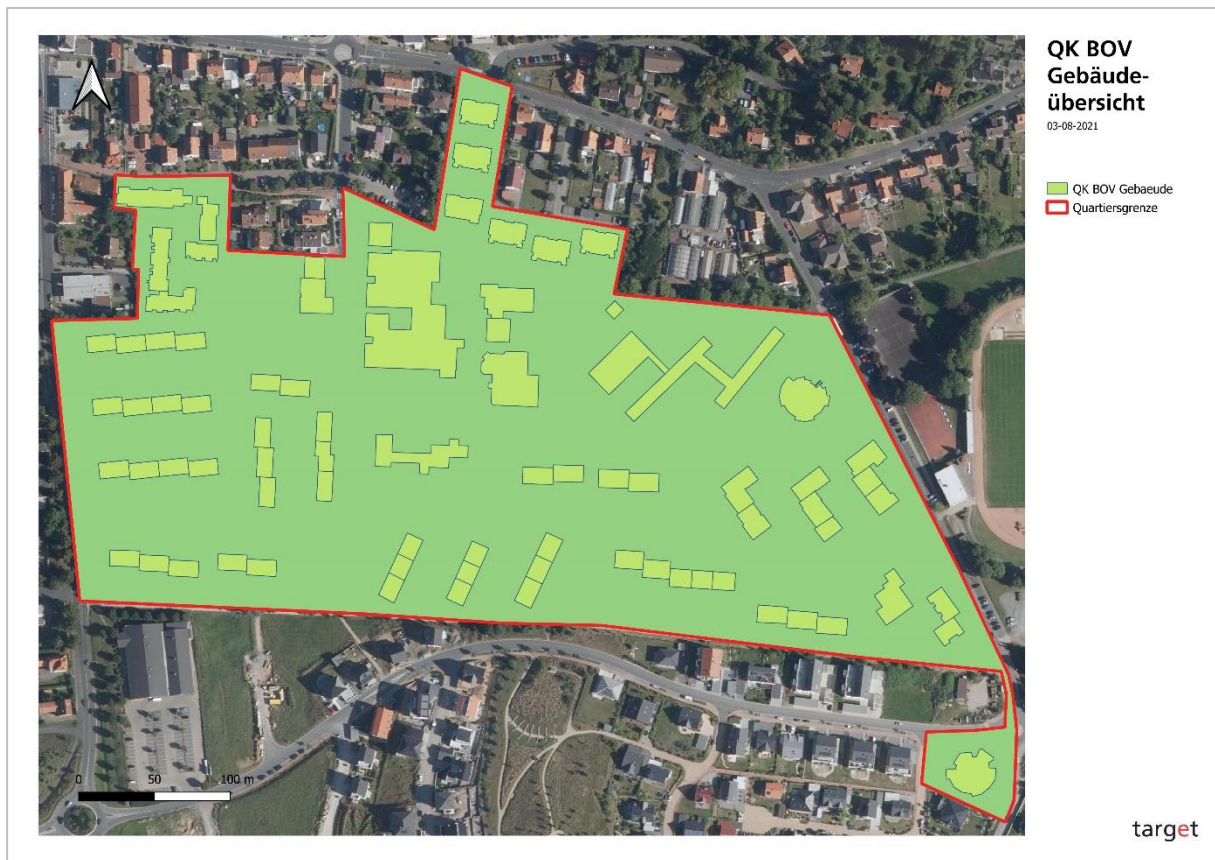 QK BOV
Gebäude-
übersicht
03-08-2021
QK BOV Gebaeude
Quartiersgrenze
0 50 100 m
target